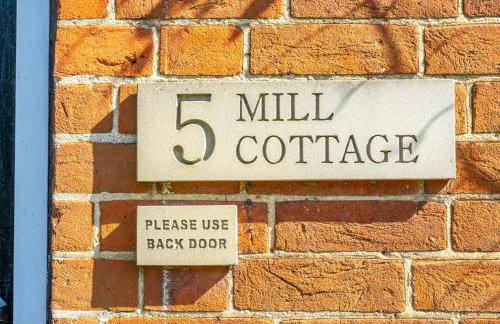 5 MILL
COTTAGE
PLEASE USE
BACK DOOR